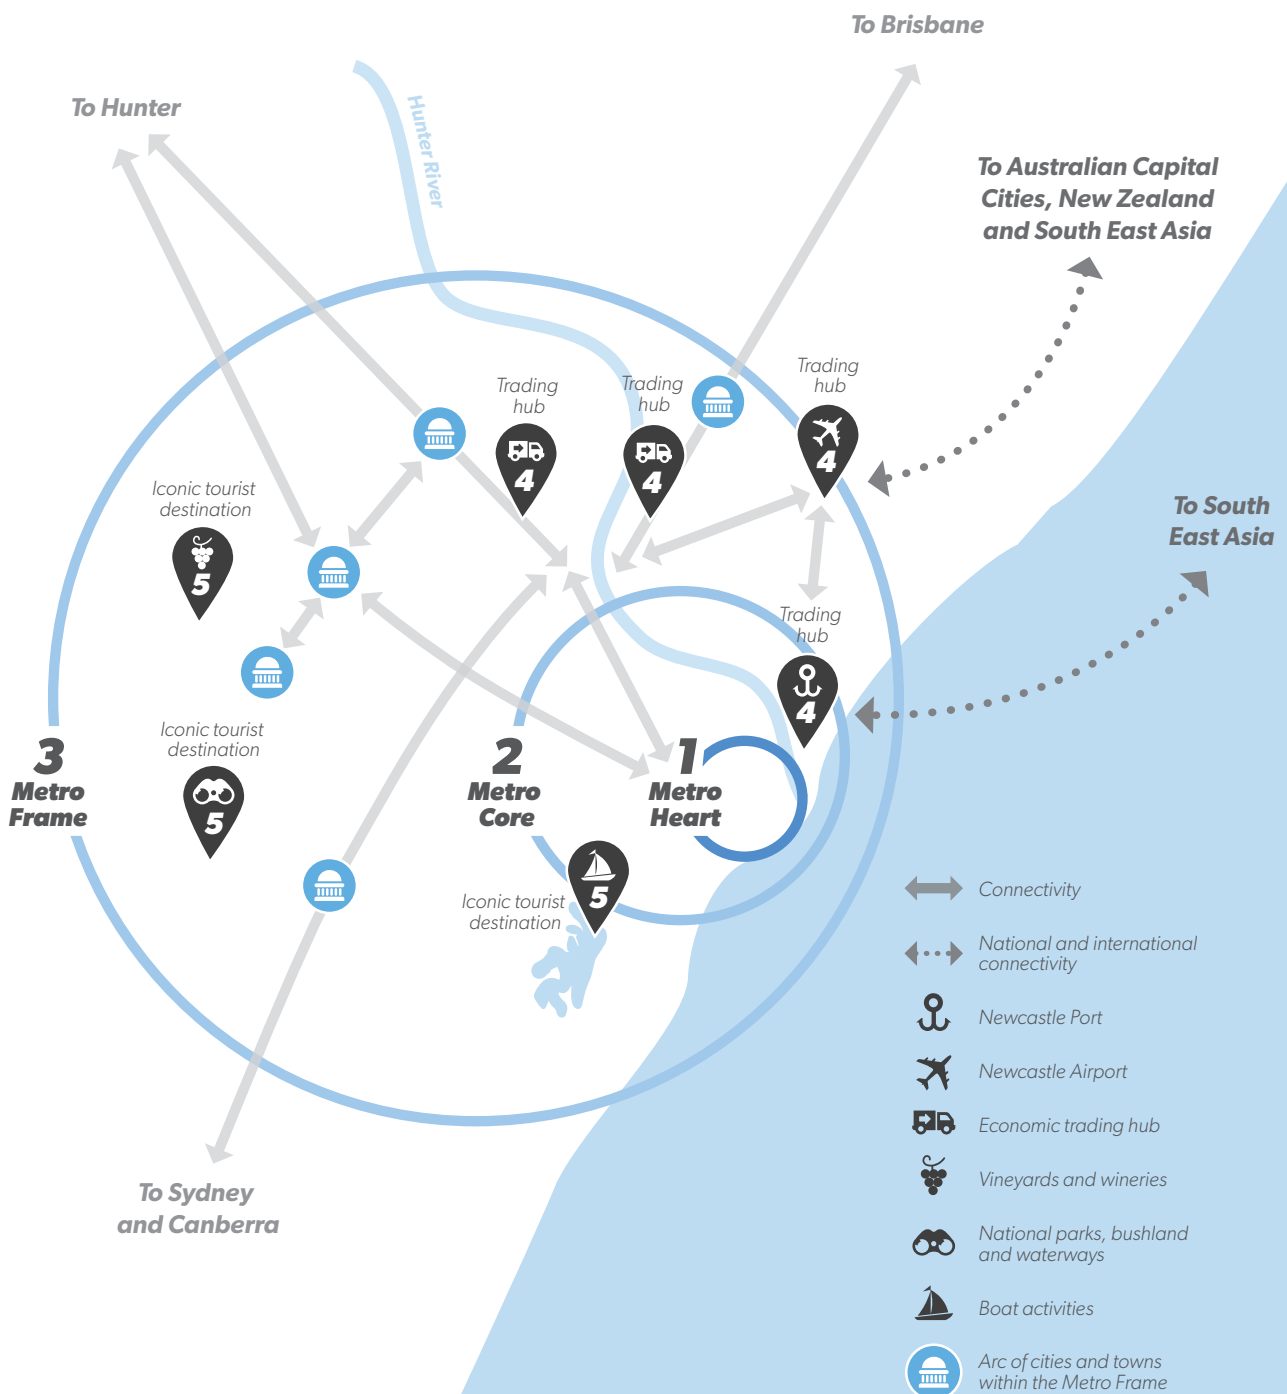 To Brisbane
To Hunter
Hunter River
To Australian Capital
Cities, New Zealand
and South East Asia
Trading
hub
4
Trading
hub
4
Trading
hub
4
Iconic tourist
destination
5
To South
East Asia
Trading
hub
4
Iconic tourist
destination
5
3
Metro
Frame
2
Metro
Core
1
Metro
Heart
Iconic tourist
destination
5
To Sydney
and Canberra
Connectivity
National and international
connectivity
Newcastle Port
Newcastle Airport
Economic trading hub
Vineyards and wineries
National parks, bushland
and waterways
Boat activities
Arc of cities and towns
within the Metro Frame